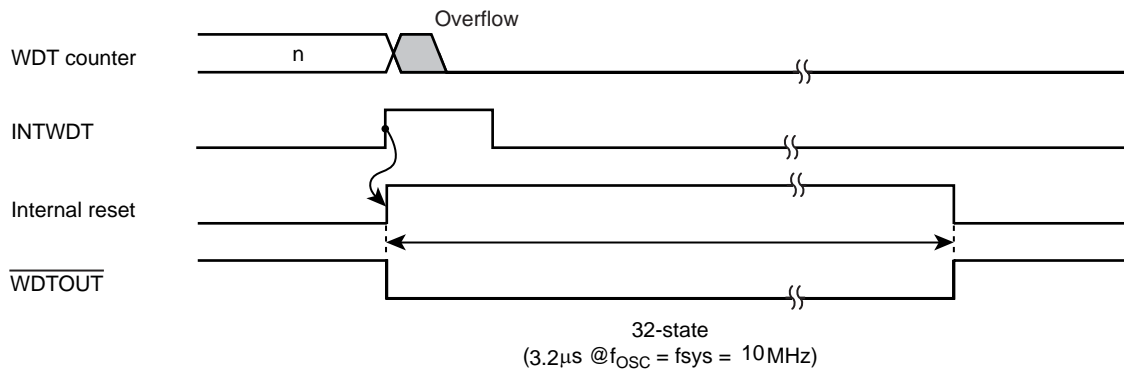 Overflow
WDT counter
n
INTWDT
Internal reset
WDTOUT
32-state
(3.2μs @fOSC = fsys = 10MHz)